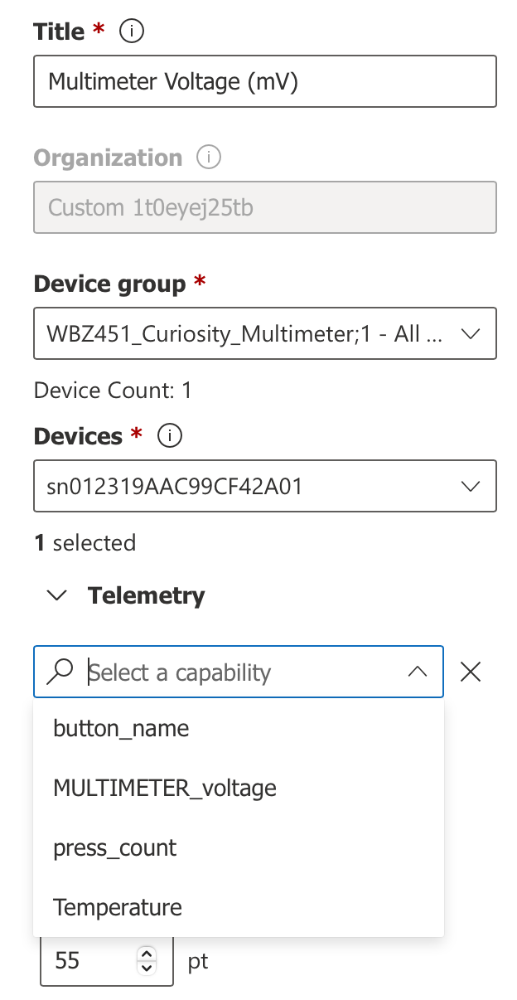 Title *
Multimeter Voltage (mV)
Organization
Custom 1t0eyej25tb
Device group *
WBZ451_Curiosity_Multimeter;1 - All ...
Device Count: 1
Devices *
sn012319AAC99CF42A01
1 selected
Telemetry
Select a capability
button_name
MULTIMETER_voltage
press_count
Temperature
55 pt